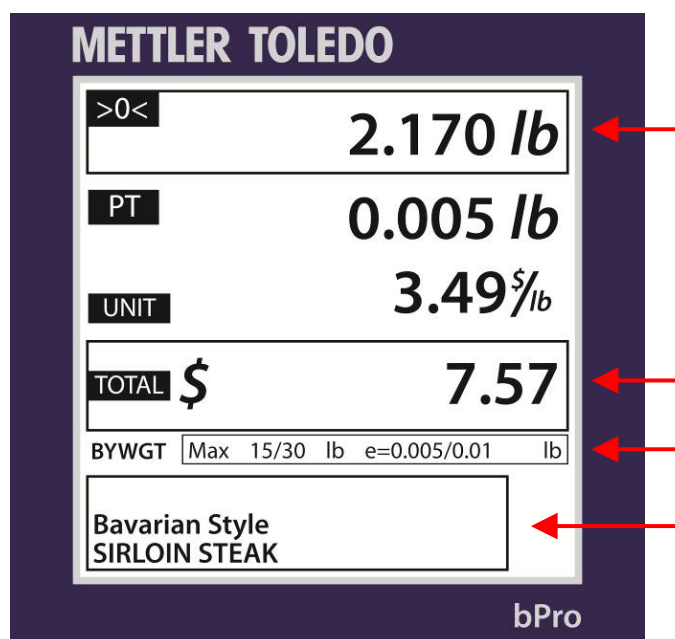 METTLER TOLEDO
>0<
2.170 lb
PT
0.005 lb
UNIT
3.49 $/lb
TOTAL $ 7.57
BYWGT Max 15/30 lb e=0.005/0.01 lb
Bavarian Style
SIRLOIN STEAK
bPro